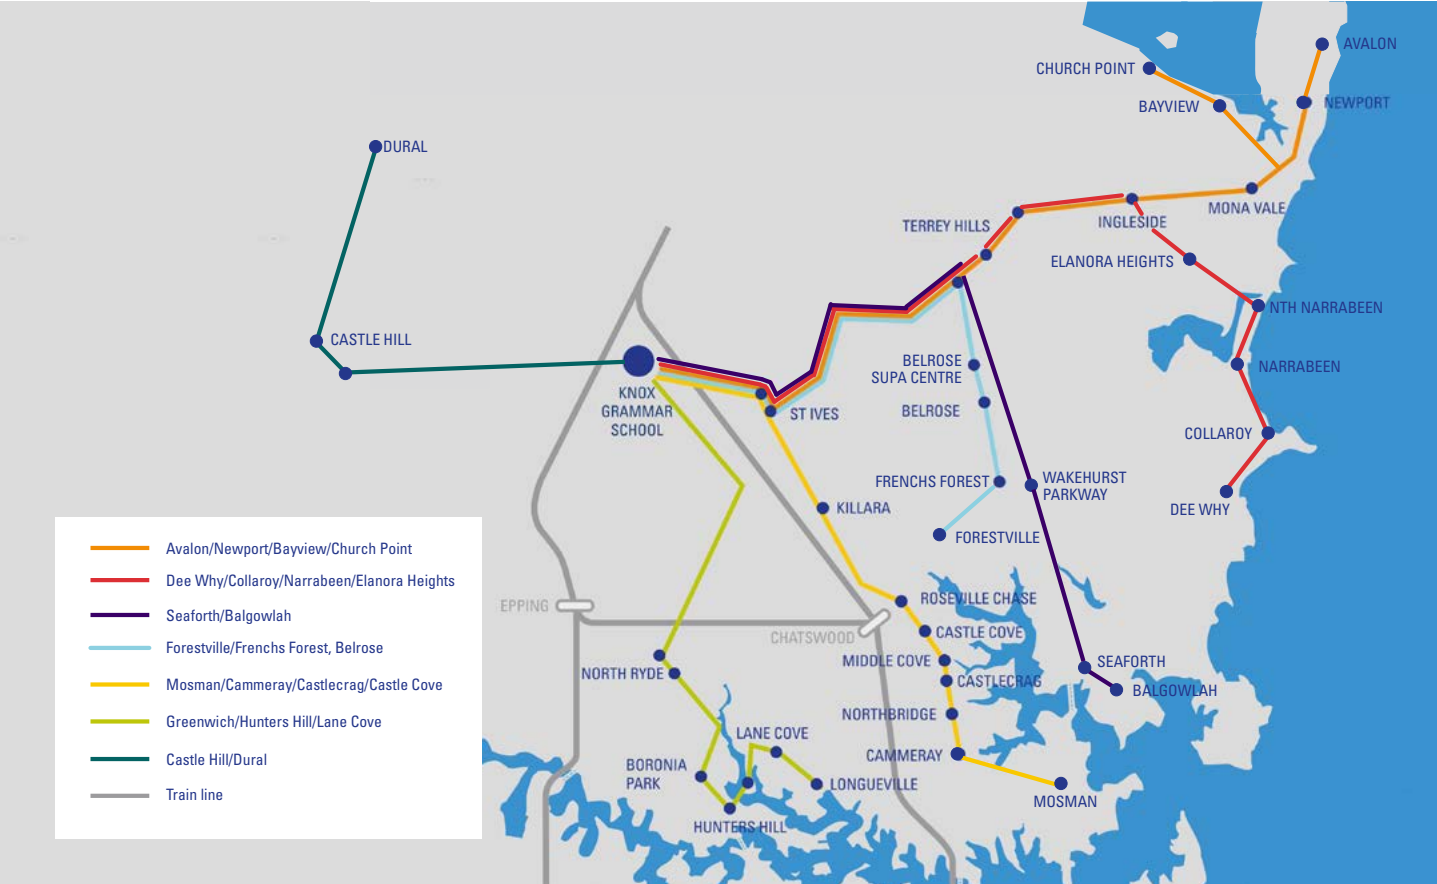 AVALON
CHURCH POINT
BAYVIEW
NEWPORT
DURAL
MONA VALE
TERREY HILLS
INGLESIDE
ELANORA HEIGHTS
NTH NARRABEEN
CASTLE HILL
BELROSE
SUPA CENTRE
NARRABEEN
KNOX
GRAMMAR
SCHOOL
ST IVES
BELROSE
COLLAROY
FRENCHS FOREST
WAKEHURST
PARKWAY
KILLARA
DEE WHY
FORESTVILLE
Avalon/Newport/Bayview/Church Point
Dee Why/Collaroy/Narrabeen/Elanora Heights
Seaforth/Balgowlah
Forestville/Frenchs Forest, Belrose
Mosman/Cammeray/Castlecrag/Castle Cove
Greenwich/Hunters Hill/Lane Cove
Castle Hill/Dural
Train line
EPPING
ROSEVILLE CHASE
CHATSWOOD
CASTLE COVE
MIDDLE COVE
SEAFORTH
NORTH RYDE
CASTLECRAG
BALGOWLAH
NORTHBRIDGE
LANE COVE
CAMMERAY
BORONIA
PARK
LONGUEVILLE
MOSMAN
HUNTERS HILL